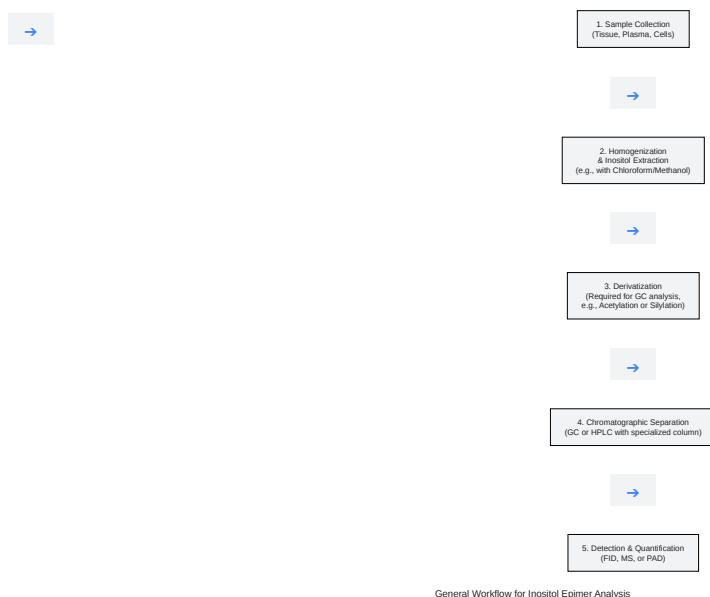 ➔
1. Sample Collection
(Tissue, Plasma, Cells)
➔
2. Homogenization
& Inositol Extraction
(e.g., with Chloroform/Methanol)
➔
3. Derivatization
(Required for GC analysis,
e.g., Acetylation or Silylation)
➔
4. Chromatographic Separation
(GC or HPLC with specialized column)
➔
5. Detection & Quantification
(FID, MS, or PAD)
General Workflow for Inositol Epimer Analysis